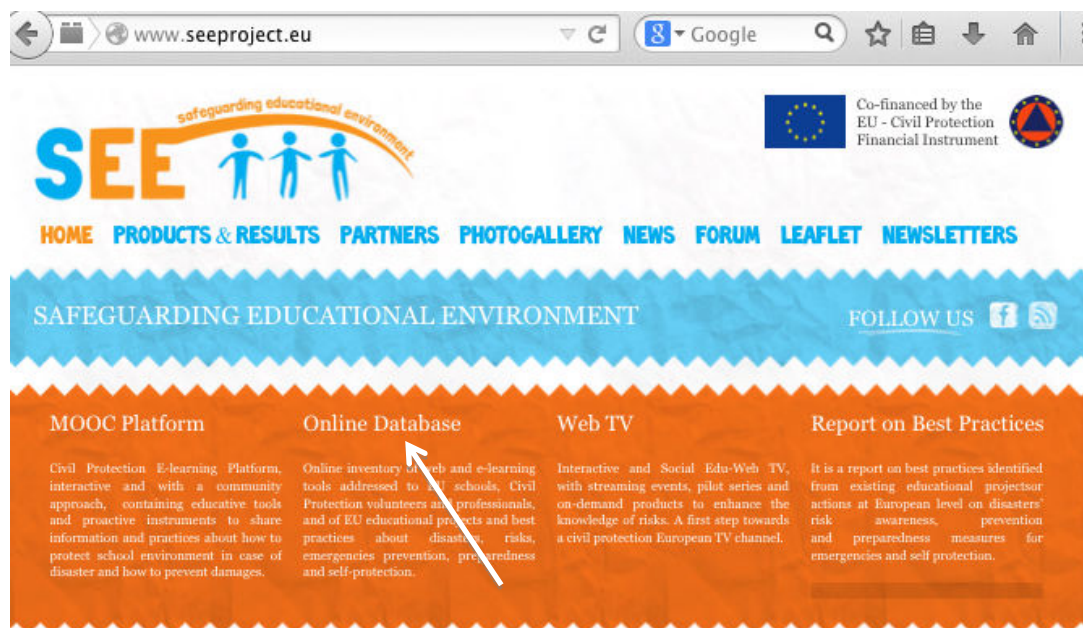 www.seeproject.eu
Google
safeguarding educational environment
SEE
Co-financed by the
EU - Civil Protection
Financial Instrument
HOME PRODUCTS & RESULTS PARTNERS PHOTOGALLERY NEWS FORUM LEAFLET NEWSLETTERS
SAFEGUARDING EDUCATIONAL ENVIRONMENT
FOLLOW US
MOOC Platform
Civil Protection E-learning Platform,
interactive and with a community
approach, containing educative tools
and proactive instruments to share
information and practices about how to
protect school environment in case of
disaster and how to prevent damages.
Online Database
Online inventory of web and e-learning
tools addressed to EU schools, Civil
Protection volunteers and professionals,
and of EU educational projects and best
practices about disasters, risks,
emergencies prevention, preparedness
and self-protection.
Web TV
Interactive and Social Edu-Web TV,
with streaming events, pilot series and
on-demand products to enhance the
knowledge of risks. A first step towards
a civil protection European TV channel.
Report on Best Practices
It is a report on best practices identified
from existing educational projectsor
actions at European level on disasters'
risk awareness, prevention
and preparedness measures for
emergencies and self protection.